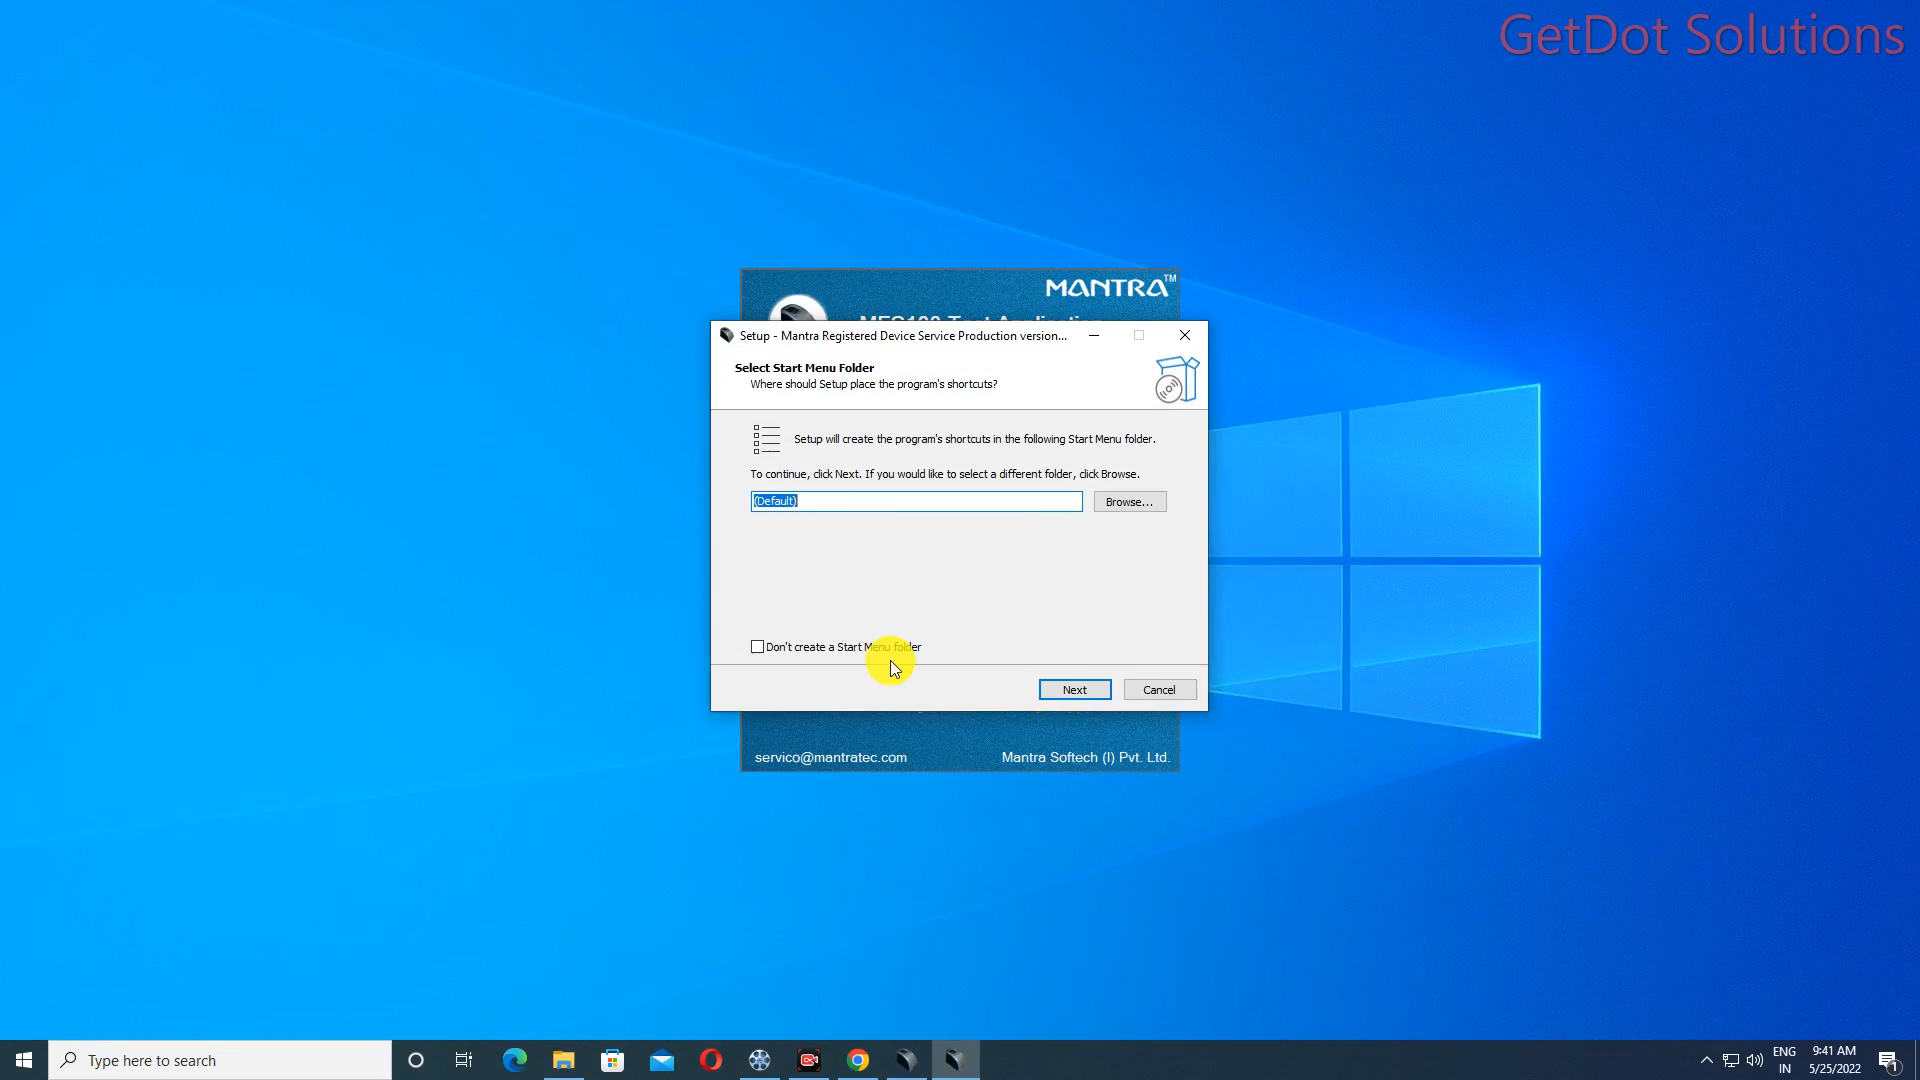 GetDot Solutions
MANTRA™
Setup - Mantra Registered Device Service Production version...
Select Start Menu Folder
Where should Setup place the program's shortcuts?
Setup will create the program's shortcuts in the following Start Menu folder.
To continue, click Next. If you would like to select a different folder, click Browse.
(Default)
Browse...
Don't create a Start Menu folder
Next
Cancel
servico@mantratec.com
Mantra Softech (I) Pvt. Ltd.
Type here to search
ENG
IN
9:41 AM
5/25/2022
1